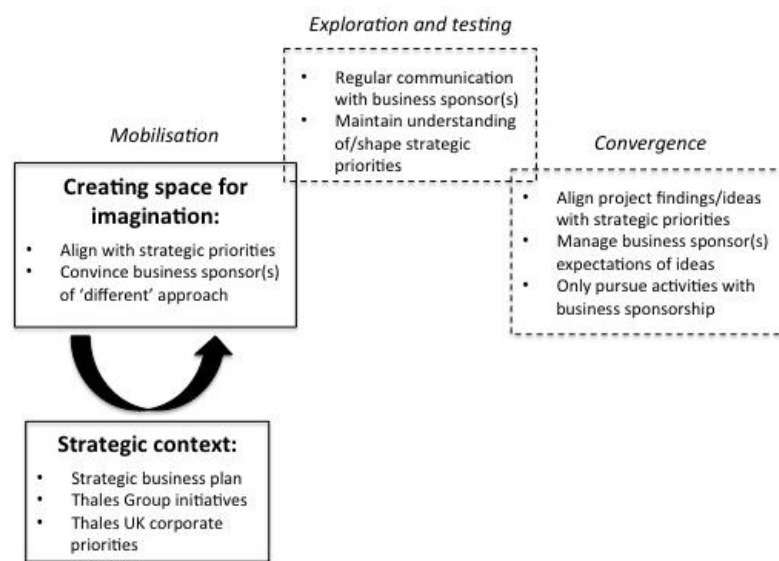 Exploration and testing
• Regular communication
with business sponsor(s)
• Maintain understanding
of/shape strategic
priorities
Mobilisation
Creating space for
imagination:
• Align with strategic priorities
• Convince business sponsor(s)
of ‘different’ approach
Convergence
• Align project findings/ideas
with strategic priorities
• Manage business sponsor(s)
expectations of ideas
• Only pursue activities with
business sponsorship
Strategic context:
• Strategic business plan
• Thales Group initiatives
• Thales UK corporate
priorities